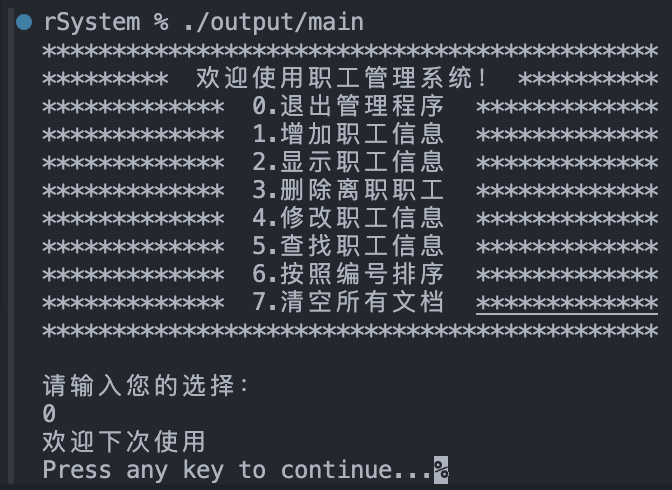 rSystem % ./output/main
********************************************
*********  欢迎使用职工管理系统！  **********
*************  0.退出管理程序  *************
*************  1.增加职工信息  *************
*************  2.显示职工信息  *************
*************  3.删除离职职工  *************
*************  4.修改职工信息  *************
*************  5.查找职工信息  *************
*************  6.按照编号排序  *************
*************  7.清空所有文档  *************
********************************************
请输入您的选择：
0
欢迎下次使用
Press any key to continue...%